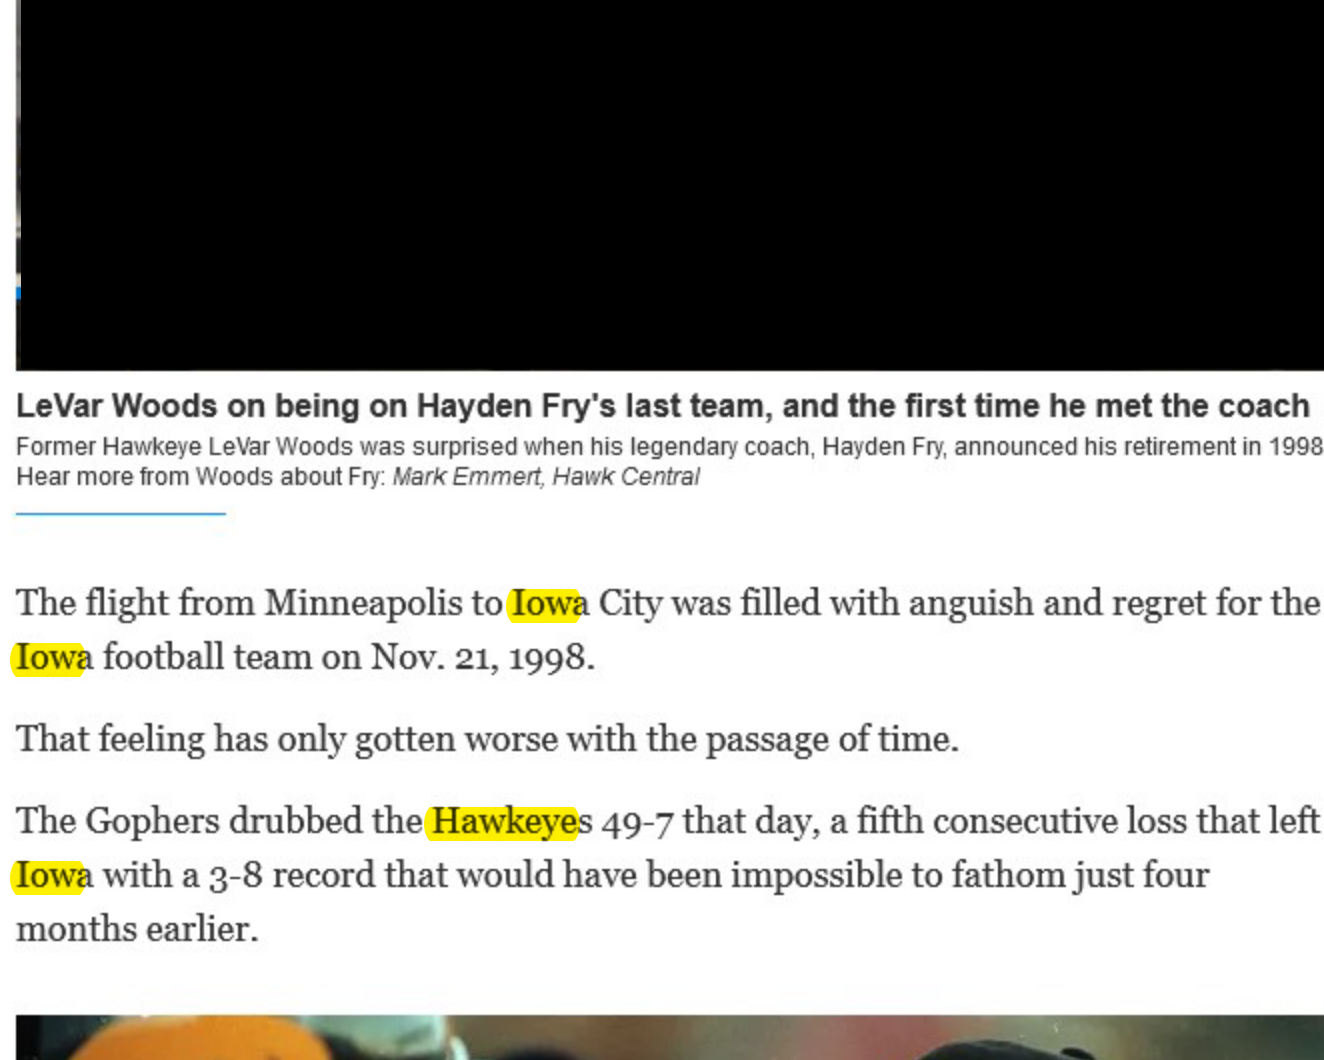 LeVar Woods on being on Hayden Fry's last team, and the first time he met the coach
Former Hawkeye LeVar Woods was surprised when his legendary coach, Hayden Fry, announced his retirement in 1998
Hear more from Woods about Fry: Mark Emmert, Hawk Central
The flight from Minneapolis to Iowa City was filled with anguish and regret for the
Iowa football team on Nov. 21, 1998.
That feeling has only gotten worse with the passage of time.
The Gophers drubbed the Hawkeyes 49-7 that day, a fifth consecutive loss that left
Iowa with a 3-8 record that would have been impossible to fathom just four
months earlier.